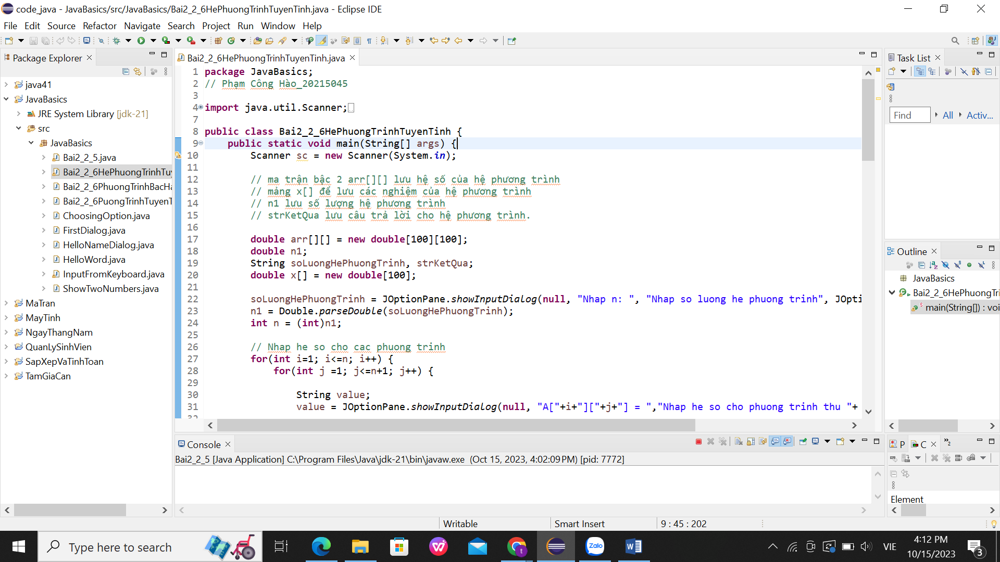 code_java - JavaBasics/src/JavaBasics/Bai2_2_6HePhuongTrinhTuyenTinh.java - Eclipse IDE
File Edit Source Refactor Navigate Search Project Run Window Help
Package Explorer
java41
JavaBasics
JRE System Library [jdk-21]
src
JavaBasics
Bai2_2_5.java
Bai2_2_6HePhuongTrinhTuy
Bai2_2_6PhuongTrinhBacHa
Bai2_2_6PuongTrinhTuyenT
ChoosingOption.java
FirstDialog.java
HelloNameDialog.java
HelloWord.java
InputFromKeyboard.java
ShowTwoNumbers.java
MaTran
MayTinh
NgayThangNam
QuanLySinhVien
SapXepVaTinhToan
TamGiaCan
Bai2_2_6HePhuongTrinhTuyenTinh.java
1 package JavaBasics;
2 // Phạm Công Hào_20215045
3
4 import java.util.Scanner;
7
8 public class Bai2_2_6HePhuongTrinhTuyenTinh {
9 public static void main(String[] args) {
10 Scanner sc = new Scanner(System.in);
11
12 // ma trận bậc 2 arr[][] lưu hệ số của hệ phương trình
13 // mảng x[] để lưu các nghiệm của hệ phương trình
14 // n1 lưu số lượng hệ phương trình
15 // strKetQua lưu câu trả lời cho hệ phương trình.
16
17 double arr[][] = new double[100][100];
18 double n1;
19 String soLuongHePhuongTrinh, strKetQua;
20 double x[] = new double[100];
21
22 soLuongHePhuongTrinh = JOptionPane.showInputDialog(null, "Nhap n: ", "Nhap so luong he phuong trinh", JOpti
23 n1 = Double.parseDouble(soLuongHePhuongTrinh);
24 int n = (int)n1;
25
26 // Nhap he so cho cac phuong trinh
27 for(int i=1; i<=n; i++) {
28 for(int j =1; j<=n+1; j++) {
29
30 String value;
31 value = JOptionPane.showInputDialog(null, "A["+i+"]["+j+"] = ","Nhap he so cho phuong trinh thu "+
32
Console
Bai2_2_5 [Java Application] C:\Program Files\Java\jdk-21\bin\javaw.exe (Oct 15, 2023, 4:02:09 PM) [pid: 7772]
Task List
Find All Activ...
Outline
JavaBasics
Bai2_2_6HePhuongTri
main(String[]) : voi
P C 2
Element
Writable Smart Insert 9 : 45 : 202
Type here to search
Zalo
VIE
4:12 PM
10/15/2023
3